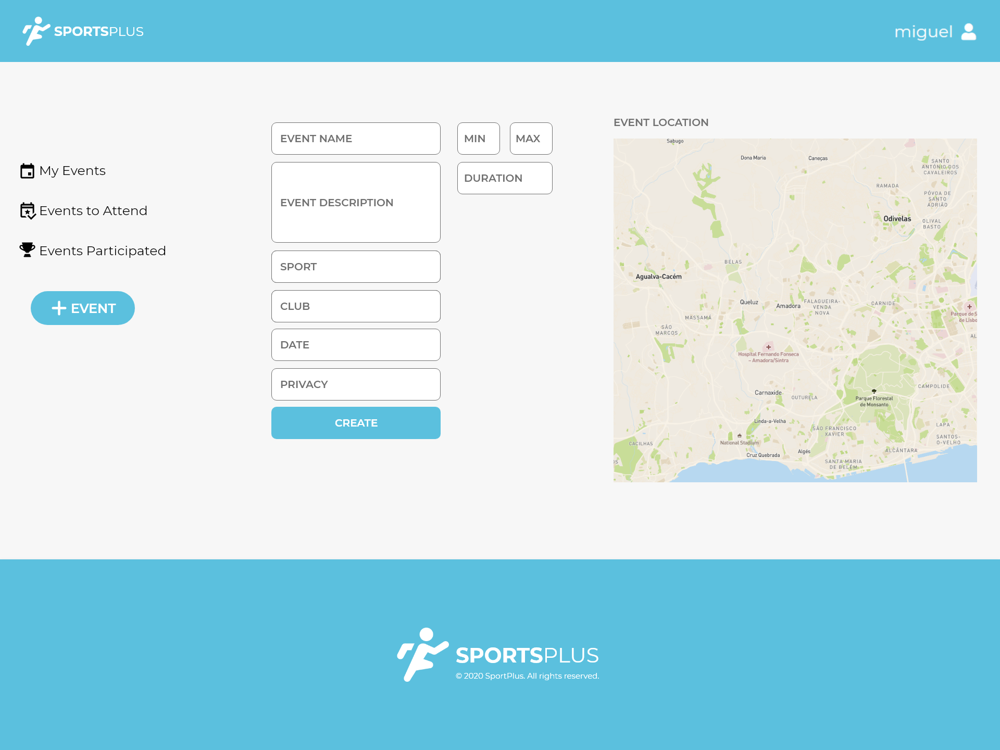 SPORTSPLUS
miguel
My Events
Events to Attend
Events Participated
EVENT
EVENT NAME
MIN
MAX
EVENT DESCRIPTION
DURATION
SPORT
CLUB
DATE
PRIVACY
CREATE
EVENT LOCATION
Sabugo
Dona Maria
Caneças
SANTO
ANTÓNIO DOS
CAVALEIROS
RAMADA
PÓVOA DE
SANTO
ADRIÃO
Odivelas
OLIVAL
BASTO
BELAS
Agualva-Cacém
Queluz
Amadora
FALAGUEIRA-
VENDA
NOVA
CARNIDE
MASSAMÁ
Parque de S
de Lisbo
SÃO
MARCOS
AL
Hospital Fernando Fonseca
– Amadora/Sintra
CAMPOLIDE
Carnaxide
OUTURELA
Parque Florestal
de Monsanto
Linda-a-Velha
LAPA
SÃO FRANCISCO
XAVIER
SANTOS-
O-VELHO
National Stadium
CACILHAS
Algés
ALCÂNTARA
Cruz Quebrada
OS
SANTA MARIA
DE BELÉM
SPORTSPLUS
© 2020 SportPlus. All rights reserved.